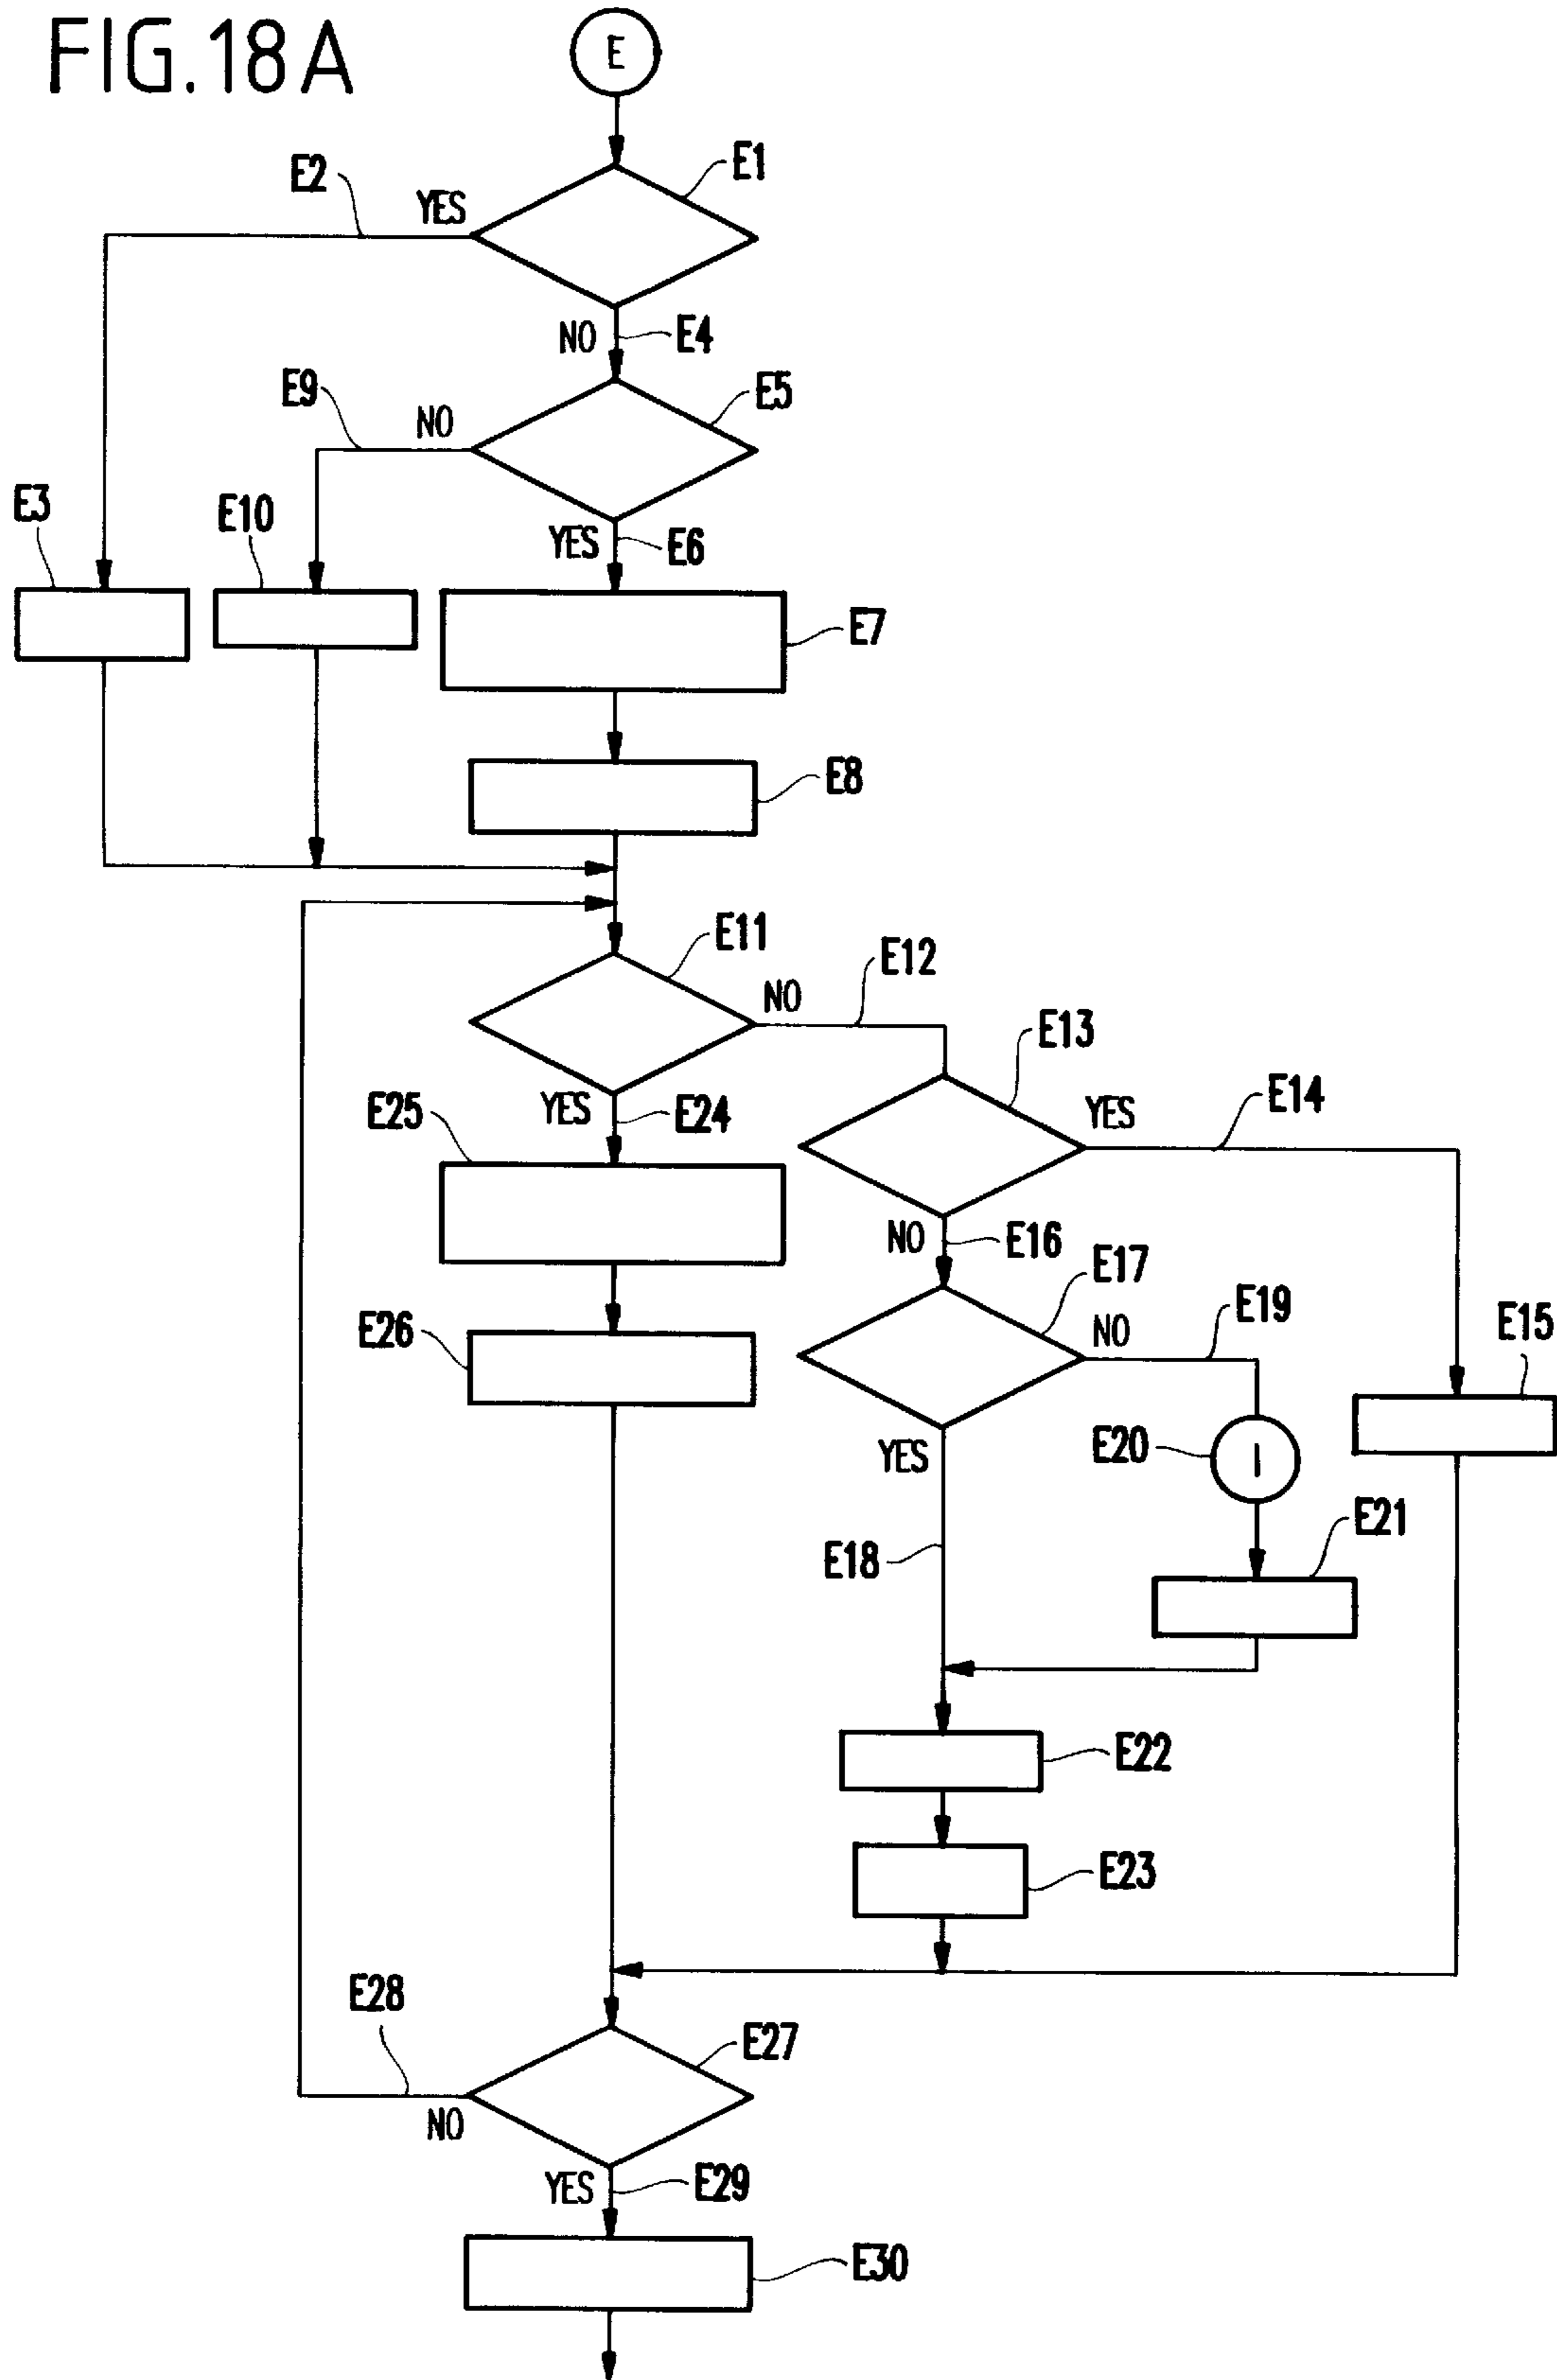 FIG.18A
E
E1
E2
YES
NO
E4
E9
NO
E5
E3
E10
YES
E6
E7
E8
E11
NO
E12
E13
YES
E24
YES
E14
E25
NO
E16
E17
E19
NO
E26
E15
YES
E20
I
E21
E18
E22
E23
E28
E27
NO
YES
E29
E30